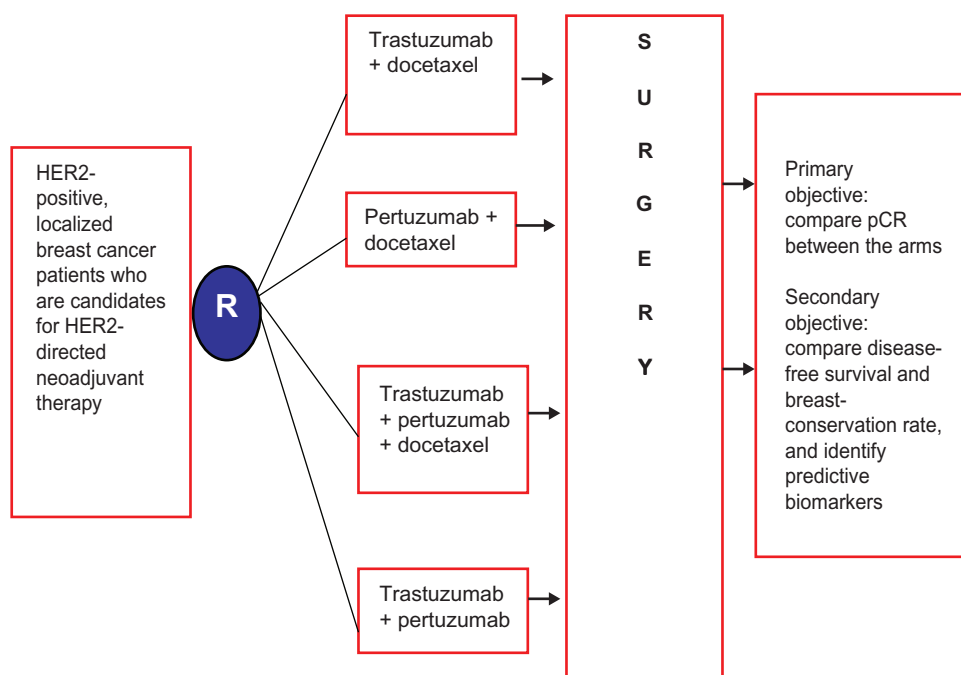 HER2-
positive,
localized
breast cancer
patients who
are candidates
for HER2-
directed
neoadjuvant
therapy
R
Trastuzumab
+ docetaxel
Pertuzumab +
docetaxel
Trastuzumab
+ pertuzumab
+ docetaxel
Trastuzumab
+ pertuzumab
S
U
R
G
E
R
Y
Primary
objective:
compare pCR
between the arms
Secondary
objective:
compare disease-
free survival and
breast-
conservation rate,
and identify
predictive
biomarkers